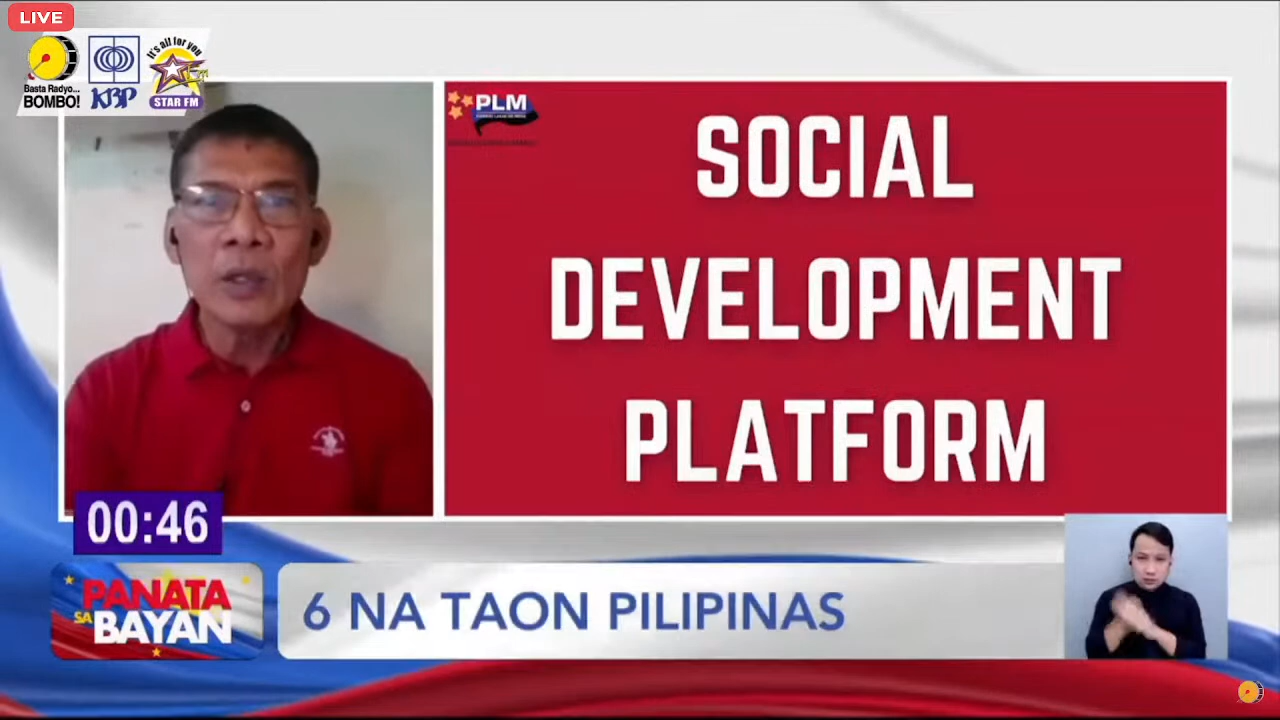 LIVE
Basta Radyo...
BOMBO!
KBP
It's all for you
STAR FM
PLM
SOCIAL
DEVELOPMENT
PLATFORM
00:46
PANATA
SA
BAYAN
6 NA TAON PILIPINAS